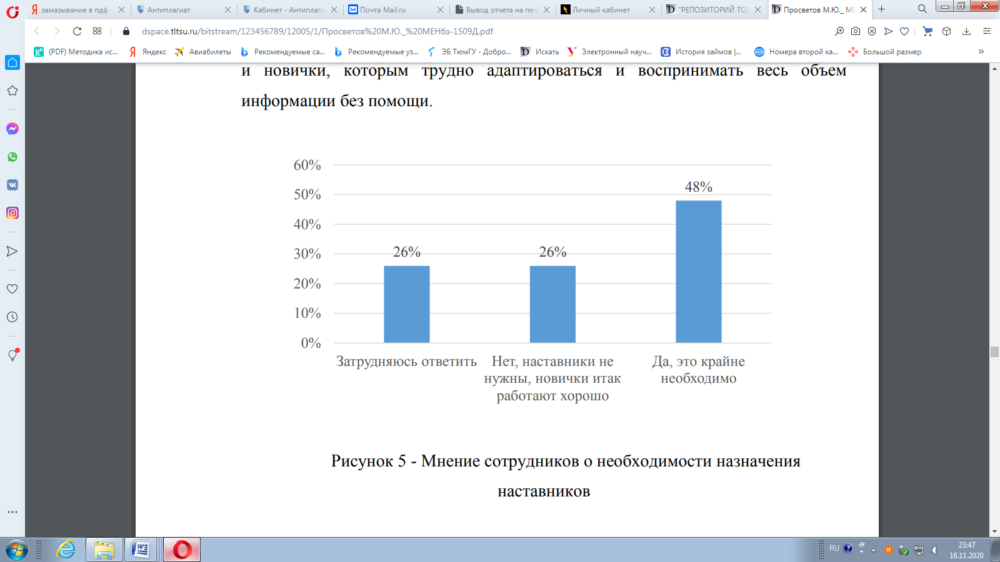 замазывание в пдф -
Антиплагиат
Кабинет - Антиплаги
Почта Mail.ru
Вывод отчета на печ
Личный кабинет
"РЕПОЗИТОРИЙ ТОЛ
Просветов М.Ю._ МЕ
dspace.tltsu.ru/bitstream/123456789/12005/1/Просветов%20М.Ю._%20МЕНбз-1509Д.pdf
(PDF) Методика ис...
Яндекс
Авиабилеты
Рекомендуемые са...
Рекомендуемые уз...
ЭБ ТюмГУ - Добро...
Искать
Электронный науч...
История займов |...
Номера второй ка...
Большой размер
»
и новички, которым трудно адаптироваться и воспринимать весь объем
информации без помощи.
60%
50%
40%
30%
20%
10%
0%
26%
26%
48%
Затрудняюсь ответить
Нет, наставники не
нужны, новички итак
работают хорошо
Да, это крайне
необходимо
Рисунок 5 - Мнение сотрудников о необходимости назначения
наставников
RU
23:47
16.11.2020